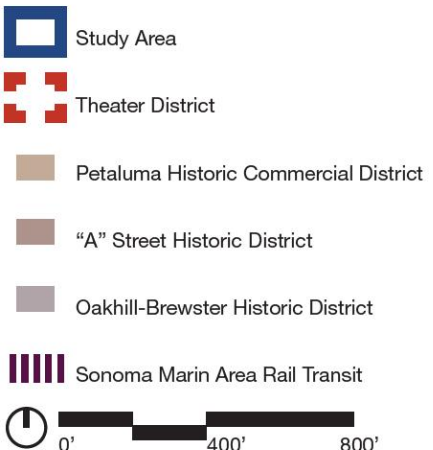 Study Area
Theater District
Petaluma Historic Commercial District
“A” Street Historic District
Oakhill-Brewster Historic District
Sonoma Marin Area Rail Transit
0’ 400’ 800’